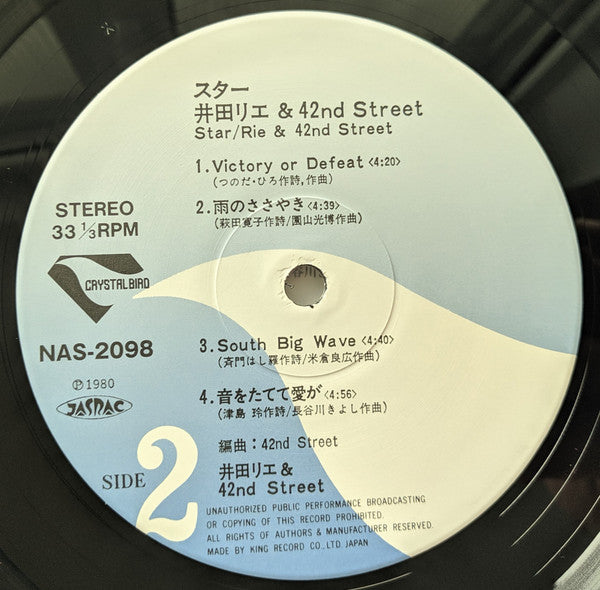 スター
井田リエ & 42nd Street
Star/Rie & 42nd Street
1.Victory or Defeat <4:20>
(つのだ・ひろ作詩,作曲)
STEREO
33 1/3 RPM
2.雨のささやき <4:39>
(萩田寛子作詩/園山光博作曲)
CRYSTAL BIRD
NAS-2098
3.South Big Wave <4:40>
(斉門はし羅作詩/米倉良広作曲)
℗1980
JASRAC
4.音をたてて愛が <4:56>
(津島 玲作詩/長谷川きよし作曲)
編曲:42nd Street
SIDE 2
井田リエ &
42nd Street
UNAUTHORIZED PUBLIC PERFORMANCE BROADCASTING
OR COPYING OF THIS RECORD PROHIBITED.
ALL RIGHTS OF AUTHORS & MANUFACTURER RESERVED.
MADE BY KING RECORD CO., LTD. JAPAN